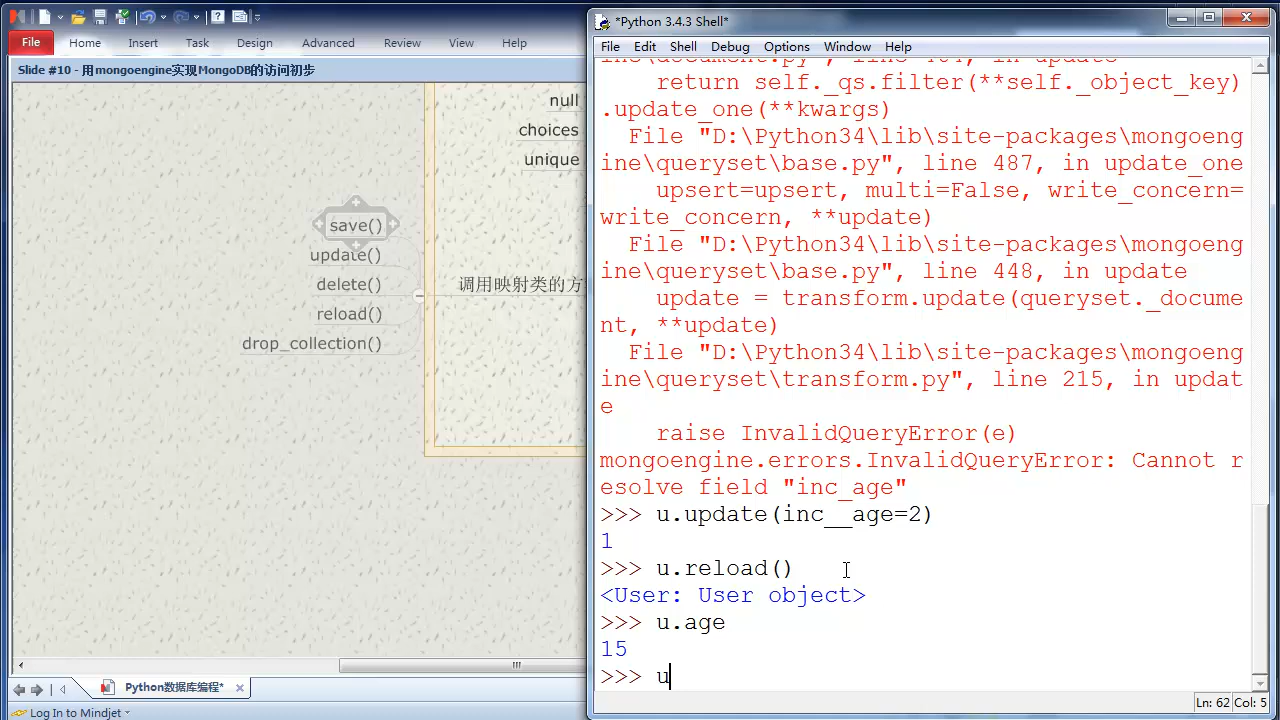 File
Home
Insert
Task
Design
Advanced
Review
View
Help
Slide #10 - 用mongoengine实现MongoDB的访问初步
null
choices
unique
save()
update()
delete()
reload()
drop_collection()
调用映射类的方
Python数据库编程*
Log In to Mindjet
*Python 3.4.3 Shell*
File Edit Shell Debug Options Window Help
return self._qs.filter(**self._object_key)
.update_one(**kwargs)
File "D:\Python34\lib\site-packages\mongoeng
ine\queryset\base.py", line 487, in update_one
upsert=upsert, multi=False, write_concern=
write_concern, **update)
File "D:\Python34\lib\site-packages\mongoeng
ine\queryset\base.py", line 448, in update
update = transform.update(queryset._docume
nt, **update)
File "D:\Python34\lib\site-packages\mongoeng
ine\queryset\transform.py", line 215, in updat
e
raise InvalidQueryError(e)
mongoengine.errors.InvalidQueryError: Cannot r
esolve field "inc_age"
>>> u.update(inc__age=2)
1
>>> u.reload()
<User: User object>
>>> u.age
15
>>> u
Ln: 62 Col: 5